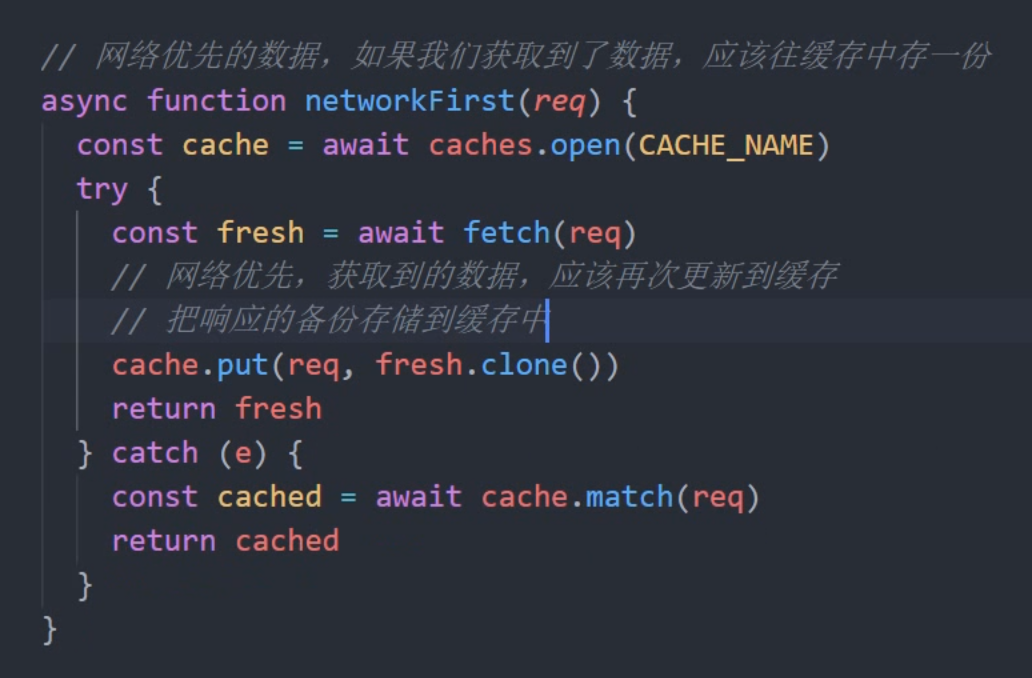 // 网络优先的数据，如果我们获取到了数据，应该往缓存中存一份
async function networkFirst(req) {
  const cache = await caches.open(CACHE_NAME)
  try {
    const fresh = await fetch(req)
    // 网络优先，获取到的数据，应该再次更新到缓存
    // 把响应的备份存储到缓存中
    cache.put(req, fresh.clone())
    return fresh
  } catch (e) {
    const cached = await cache.match(req)
    return cached
  }
}